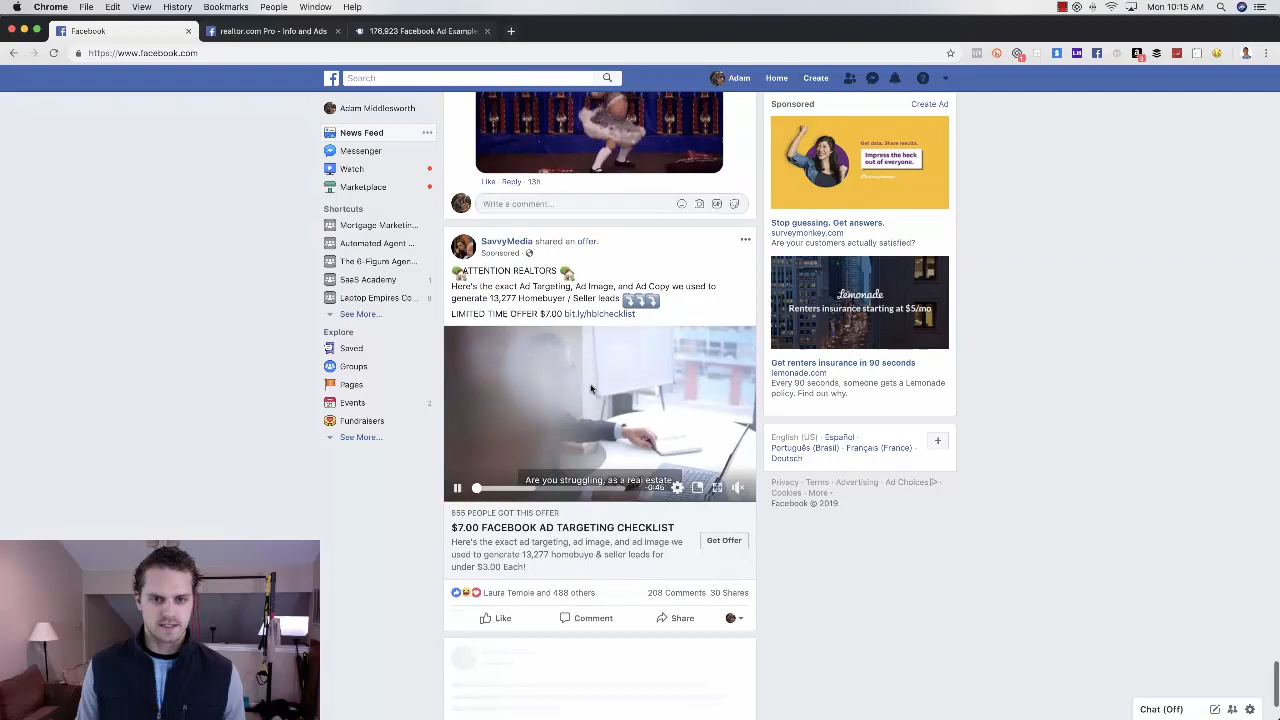 Chrome File Edit View History Bookmarks People Window Help
Mon 10:15 AM
Facebook
realtor.com Pro - Info and Ads
176,923 Facebook Ad Example
https://www.facebook.com
Search
Adam Home Create
Adam Middlesworth
News Feed
Messenger
Watch
Marketplace
Shortcuts
Mortgage Marketin...
Automated Agent ...
The 6-Figure Agen...
SaaS Academy 1
Laptop Empires Co... 6
See More...
Explore
Saved
Groups
Pages
Events 2
Fundraisers
See More...
Like · Reply · 13h
Write a comment...
SavvyMedia shared an offer.
Sponsored ·
ATTENTION REALTORS
Here's the exact Ad Targeting, Ad Image, and Ad Copy we used to
generate 13,277 Homebuyer / Seller leads
LIMITED TIME OFFER $7.00 bit.ly/hblchecklist
Are you struggling, as a real estate
-0:46
855 PEOPLE GOT THIS OFFER
$7.00 FACEBOOK AD TARGETING CHECKLIST
Here's the exact ad targeting, ad image, and ad image we
used to generate 13,277 homebuye & seller leads for
under $3.00 Each!
Get Offer
Laura Temple and 488 others
208 Comments 30 Shares
Like Comment Share
Sponsored Create Ad
Get data. Share results.
Impress the heck
out of everyone.
Stop guessing. Get answers.
surveymonkey.com
Are your customers actually satisfied?
Lemonade
Renters insurance starting at $5/mo
Get renters insurance in 90 seconds
lemonade.com
Every 90 seconds, someone gets a Lemonade
policy. Find out why.
English (US) · Español ·
Português (Brasil) · Français (France) ·
Deutsch
Privacy · Terms · Advertising · Ad Choices ·
Cookies · More
Facebook © 2019
Chat (Off)